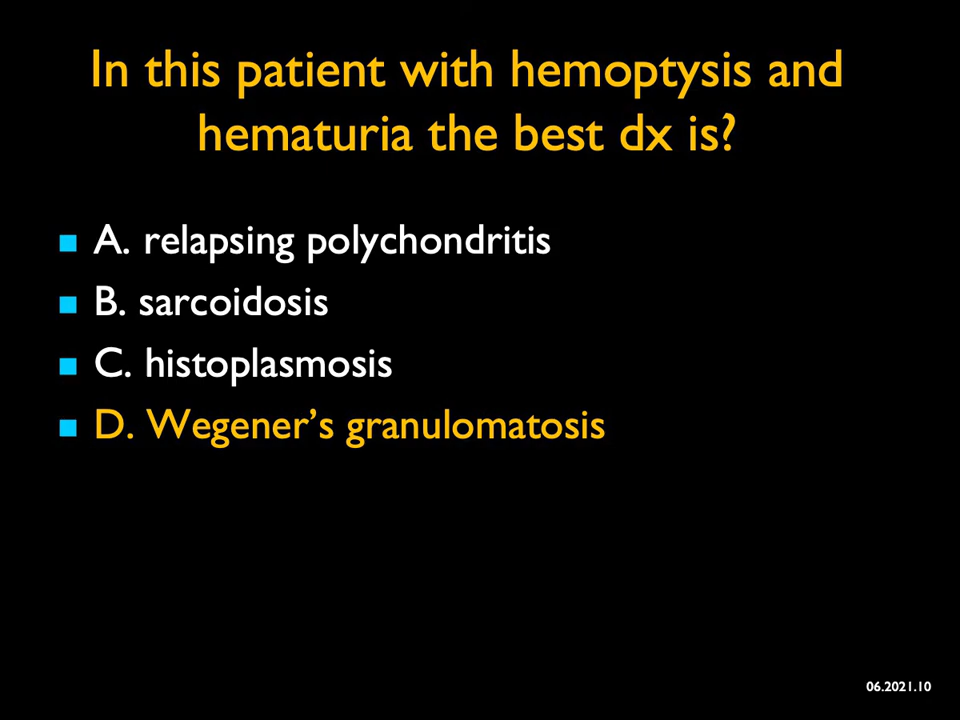 In this patient with hemoptysis and
hematuria the best dx is?
A. relapsing polychondritis
B. sarcoidosis
C. histoplasmosis
D. Wegener’s granulomatosis
06.2021.10